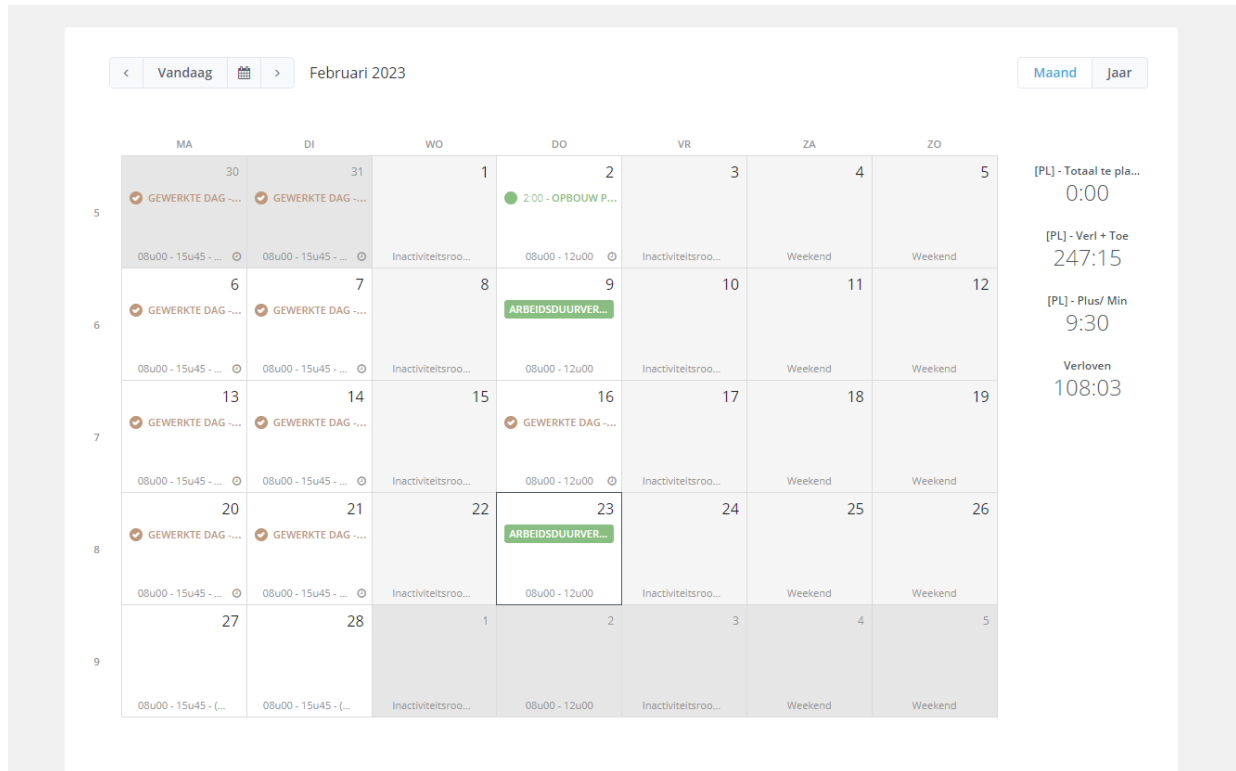 Vandaag Februari 2023 Maand Jaar
MA DI WO DO VR ZA ZO
30 31 1 2 3 4 5
GEWERKTE DAG -... GEWERKTE DAG -... 2:00 - OPBOUW P...
5
08u00 - 15u45 - ... 08u00 - 15u45 - ... Inactiviteitsroo... 08u00 - 12u00 Inactiviteitsroo... Weekend Weekend
6 7 8 9 10 11 12
GEWERKTE DAG -... GEWERKTE DAG -... ARBEIDSDUURVER...
6
08u00 - 15u45 - ... 08u00 - 15u45 - ... Inactiviteitsroo... 08u00 - 12u00 Inactiviteitsroo... Weekend Weekend
13 14 15 16 17 18 19
GEWERKTE DAG -... GEWERKTE DAG -... GEWERKTE DAG -...
7
08u00 - 15u45 - ... 08u00 - 15u45 - ... Inactiviteitsroo... 08u00 - 12u00 Inactiviteitsroo... Weekend Weekend
20 21 22 23 24 25 26
GEWERKTE DAG -... GEWERKTE DAG -... ARBEIDSDUURVER...
8
08u00 - 15u45 - ... 08u00 - 15u45 - ... Inactiviteitsroo... 08u00 - 12u00 Inactiviteitsroo... Weekend Weekend
27 28 1 2 3 4 5
9
08u00 - 15u45 - (... 08u00 - 15u45 - (... Inactiviteitsroo... 08u00 - 12u00 Inactiviteitsroo... Weekend Weekend
[PL] - Totaal te pla...
0:00
[PL] - Verl + Toe
247:15
[PL] - Plus/ Min
9:30
Verloven
108:03